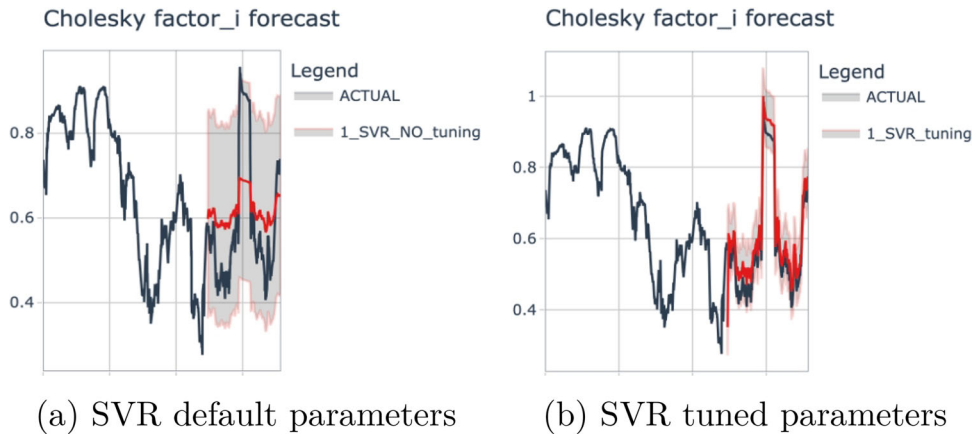 Cholesky factor_i forecast
Legend
ACTUAL
1_SVR_NO_tuning
0.8
0.6
0.4
(a) SVR default parameters
Cholesky factor_i forecast
Legend
ACTUAL
1_SVR_tuning
1
0.8
0.6
0.4
(b) SVR tuned parameters